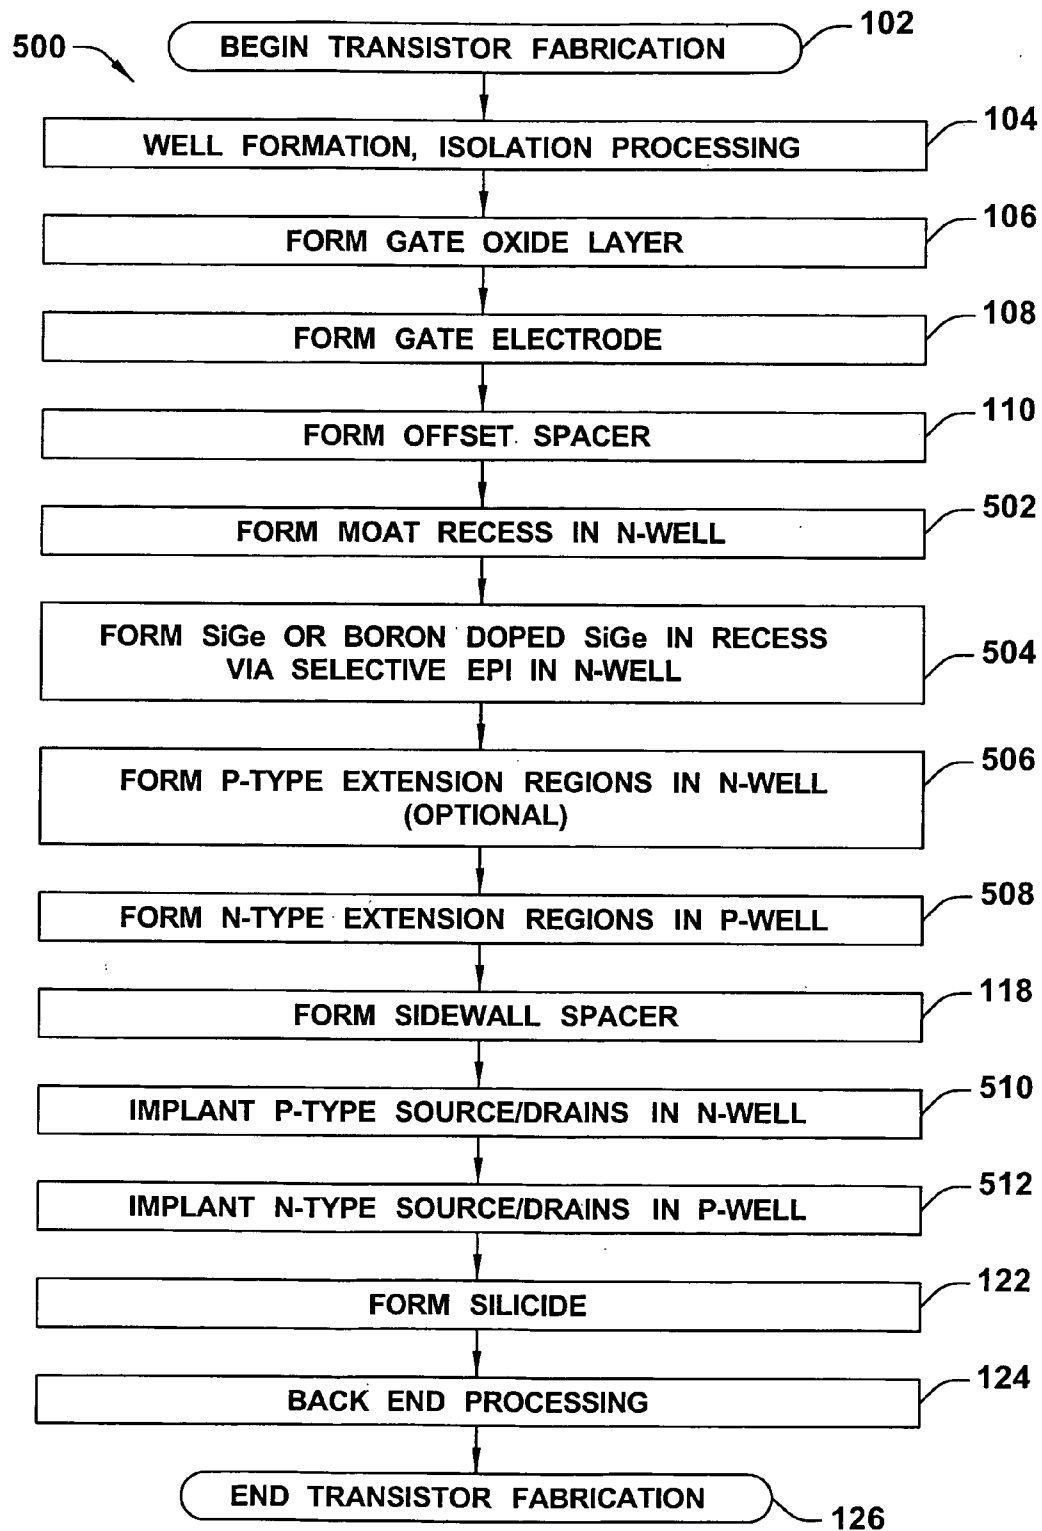 500
BEGIN TRANSISTOR FABRICATION
102
WELL FORMATION, ISOLATION PROCESSING
104
FORM GATE OXIDE LAYER
106
FORM GATE ELECTRODE
108
FORM OFFSET SPACER
110
FORM MOAT RECESS IN N-WELL
502
FORM SiGe OR BORON DOPED SiGe IN RECESS
VIA SELECTIVE EPI IN N-WELL
504
FORM P-TYPE EXTENSION REGIONS IN N-WELL
(OPTIONAL)
506
FORM N-TYPE EXTENSION REGIONS IN P-WELL
508
FORM SIDEWALL SPACER
118
IMPLANT P-TYPE SOURCE/DRAINS IN N-WELL
510
IMPLANT N-TYPE SOURCE/DRAINS IN P-WELL
512
FORM SILICIDE
122
BACK END PROCESSING
124
END TRANSISTOR FABRICATION
126